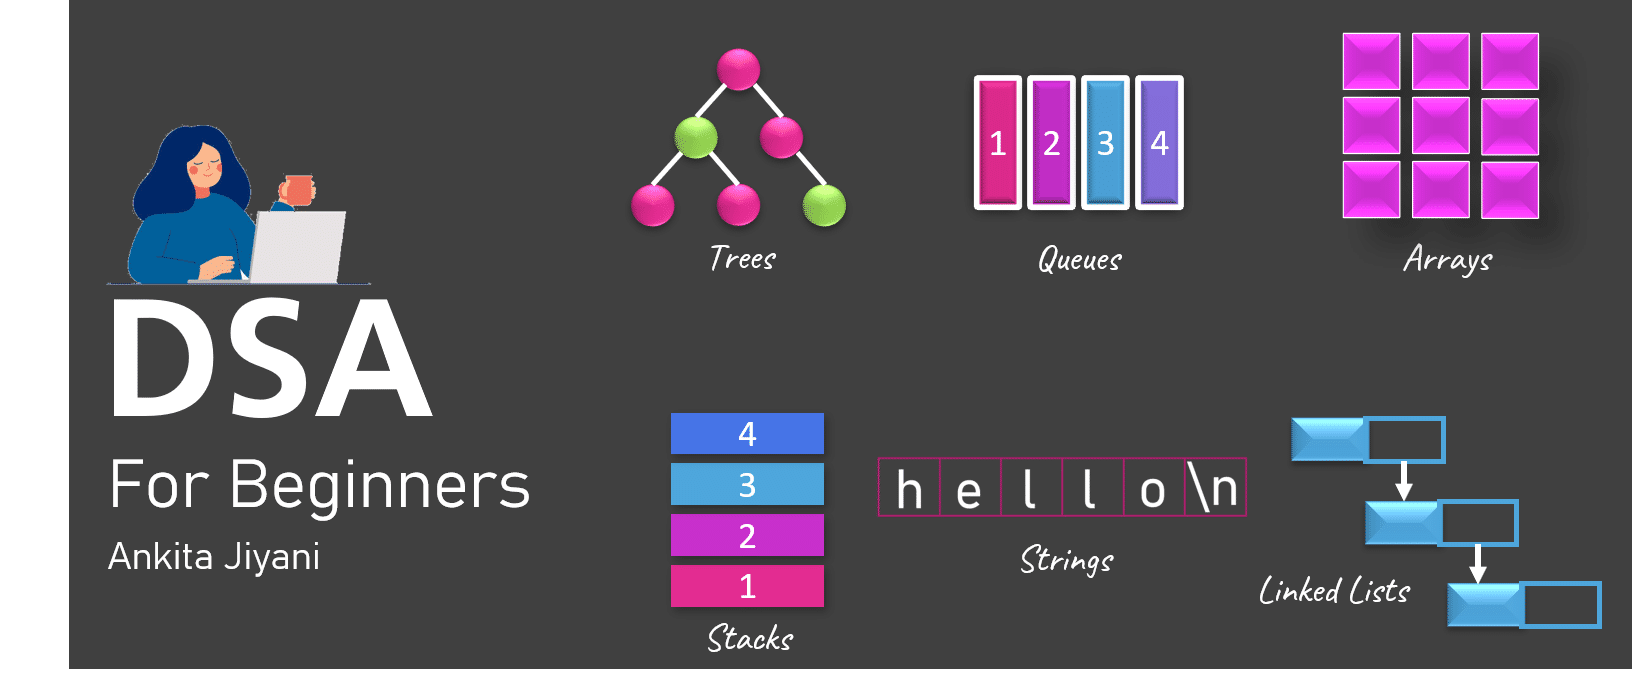 DSA
For Beginners
Ankita Jiyani
Trees
1 2 3 4
Queues
Arrays
4
3
2
1
Stacks
h e l l o \n
Strings
Linked Lists